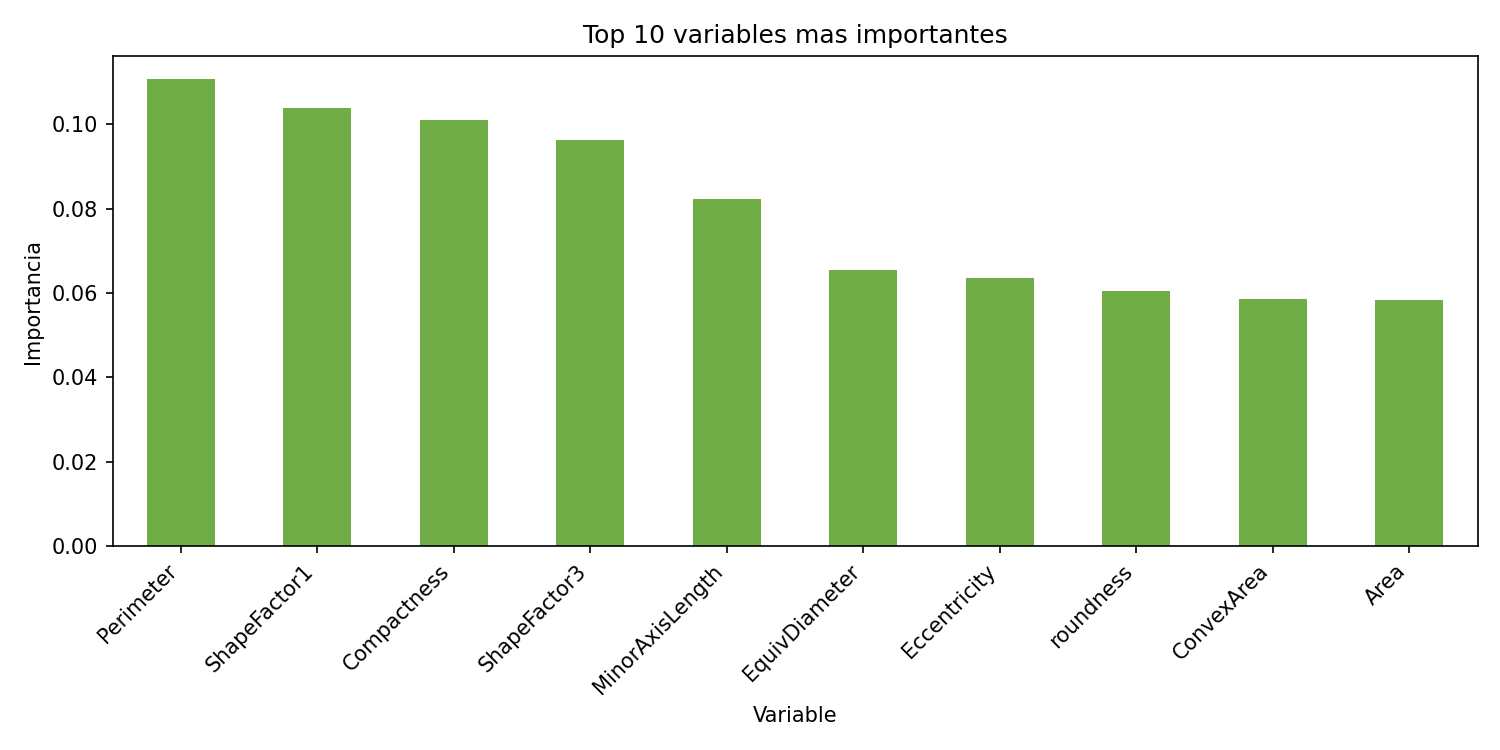 Top 10 variables mas importantes
Importancia
0.10
0.08
0.06
0.04
0.02
0.00
Perimeter
ShapeFactor1
Compactness
ShapeFactor3
MinorAxisLength
EquivDiameter
Eccentricity
roundness
ConvexArea
Area
Variable